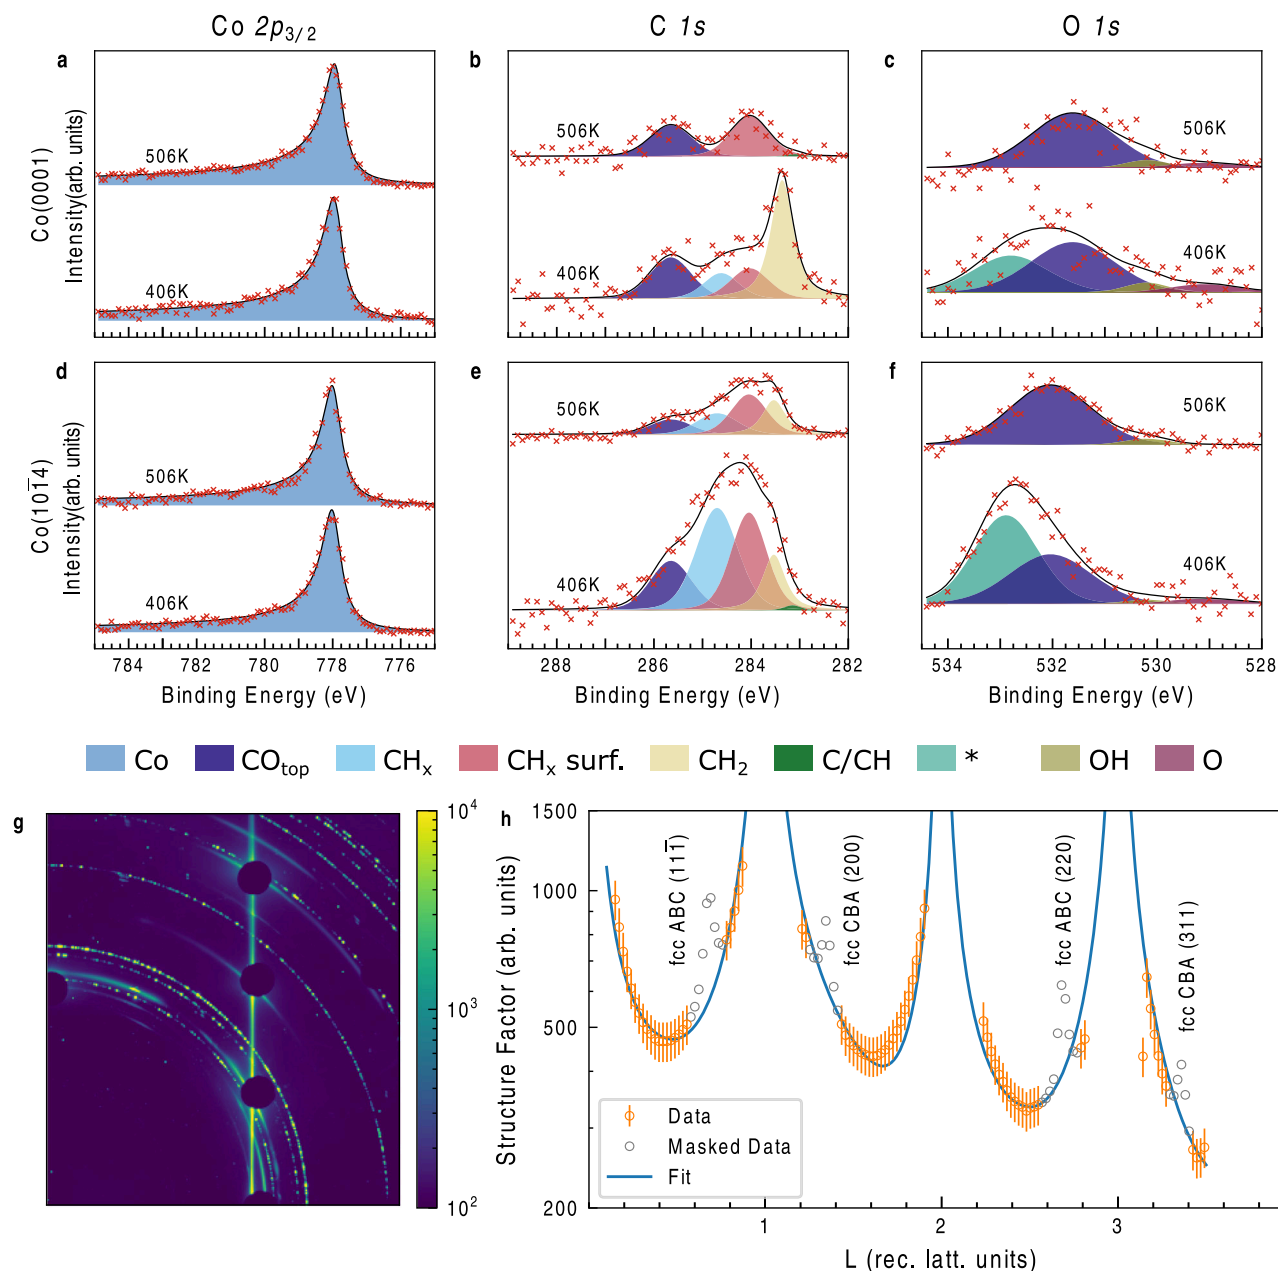 Co 2p3/2
C 1s
O 1s
a
b
c
Co(0001)
Intensity(arb. units)
506K
406K
506K
406K
506K
406K
d
e
f
Co(101̅4)
Intensity(arb. units)
506K
406K
506K
406K
506K
406K
784 782 780 778 776
288 286 284 282
534 532 530 528
Binding Energy (eV)
Binding Energy (eV)
Binding Energy (eV)
Co
COtop
CHx
CHx surf.
CH2
C/CH
*
OH
O
g
10^4
10^3
10^2
h
Structure Factor (arb. units)
1500
1000
500
200
fcc ABC (111̅)
fcc CBA (200)
fcc ABC (220)
fcc CBA (311)
Data
Masked Data
Fit
1 2 3
L (rec. latt. units)